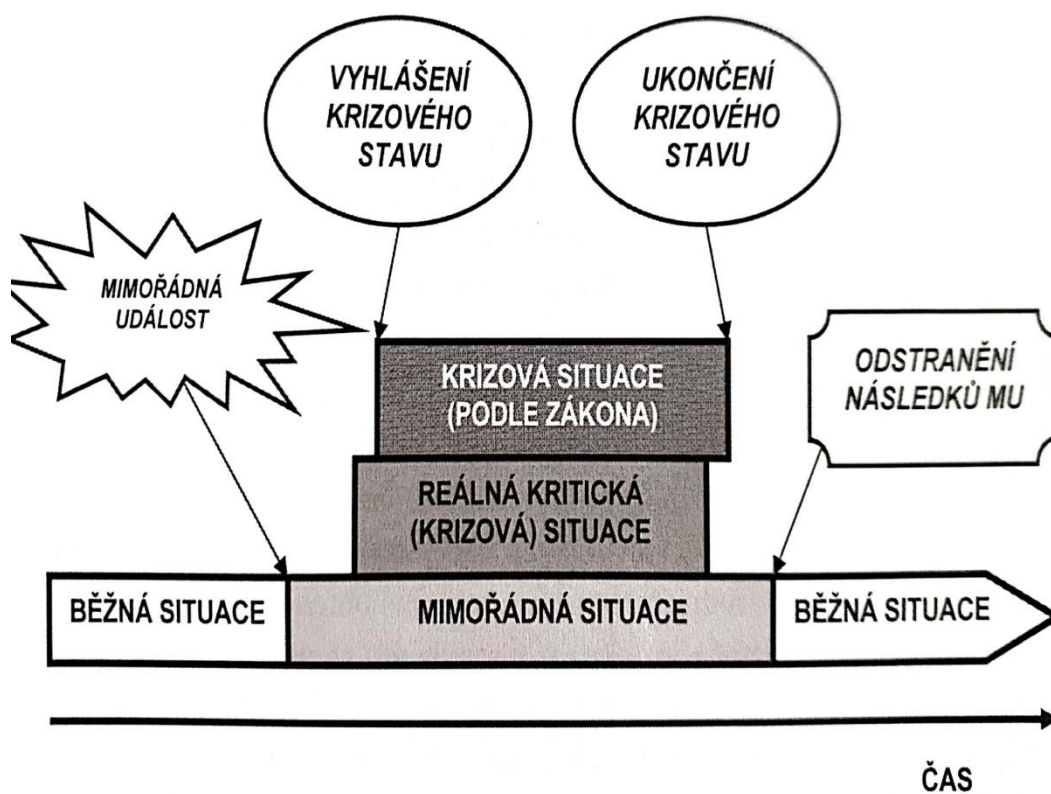 VYHLÁŠENÍ
KRIZOVÉHO
STAVU
UKONČENÍ
KRIZOVÉHO
STAVU
MIMOŘÁDNÁ
UDÁLOST
ODSTRANĚNÍ
NÁSLEDKŮ MU
KRIZOVÁ SITUACE
(PODLE ZÁKONA)
REÁLNÁ KRITICKÁ
(KRIZOVÁ) SITUACE
BĚŽNÁ SITUACE
MIMOŘÁDNÁ SITUACE
BĚŽNÁ SITUACE
ČAS